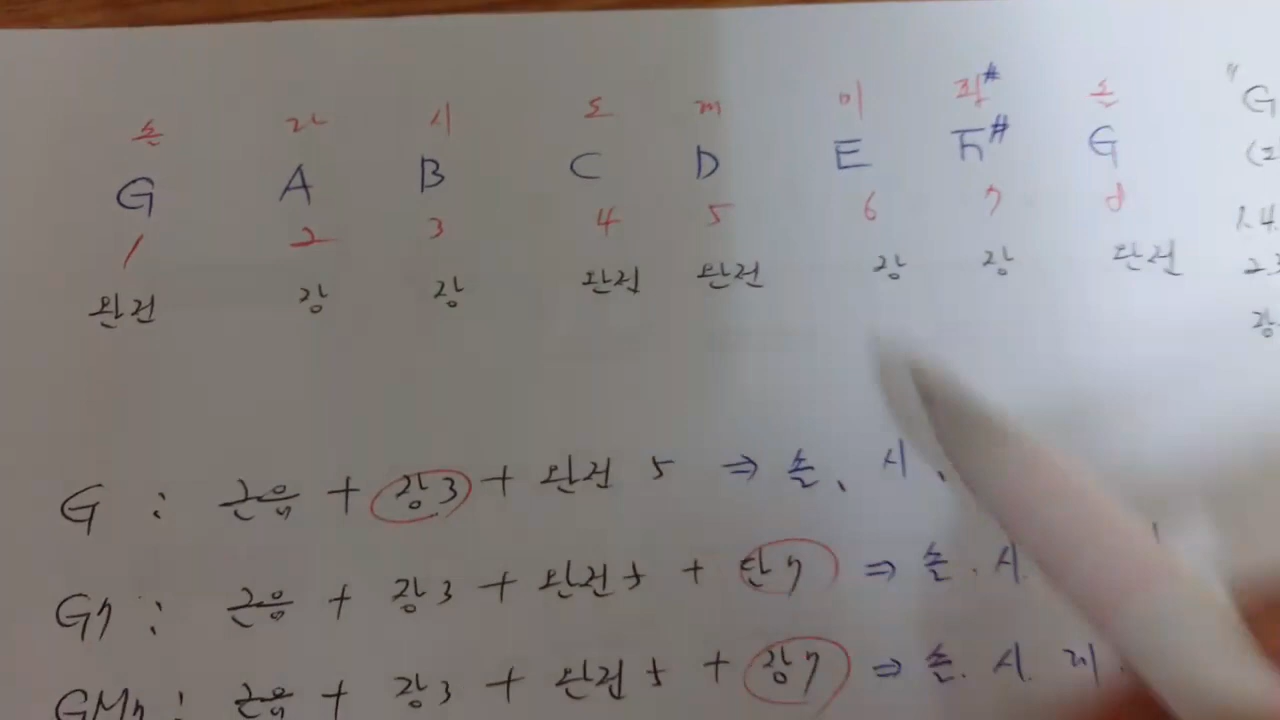 솔 라 시 도 레 미 파# 솔
G A B C D E F# G
1 2 3 4 5 6 7 8
완전 장 장 완전 완전 장 장 완전
"G
1.4.
장
G : 근음 + 장3 + 완전 5 ⇒ 솔、시、
G7 : 근음 + 장3 + 완전5 + 단7 ⇒ 솔.시.
GM7 : 근음 + 장3 + 완전5 + 장7 ⇒ 솔.시.레.